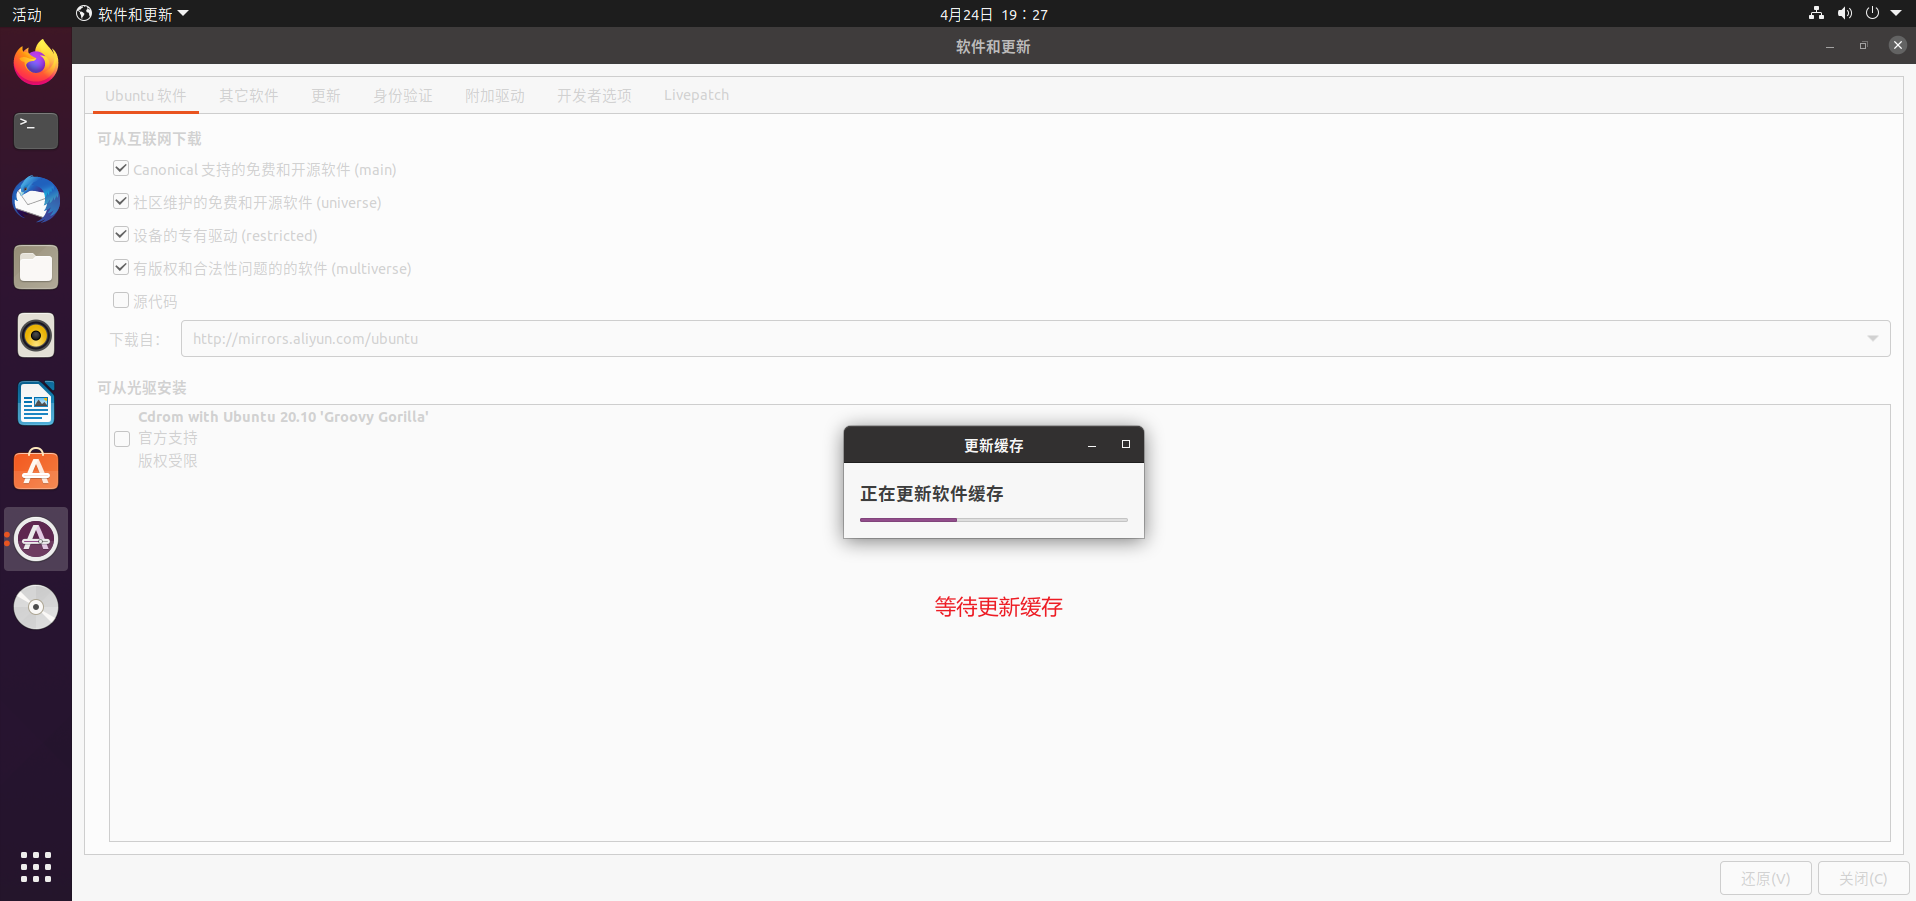 活动 软件和更新 4月24日 19：27
软件和更新
Ubuntu 软件 其它软件 更新 身份验证 附加驱动 开发者选项 Livepatch
可从互联网下载
Canonical 支持的免费和开源软件 (main)
社区维护的免费和开源软件 (universe)
设备的专有驱动 (restricted)
有版权和合法性问题的的软件 (multiverse)
源代码
下载自： http://mirrors.aliyun.com/ubuntu
可从光驱安装
Cdrom with Ubuntu 20.10 'Groovy Gorilla'
官方支持
版权受限
更新缓存
正在更新软件缓存
等待更新缓存
还原(V) 关闭(C)